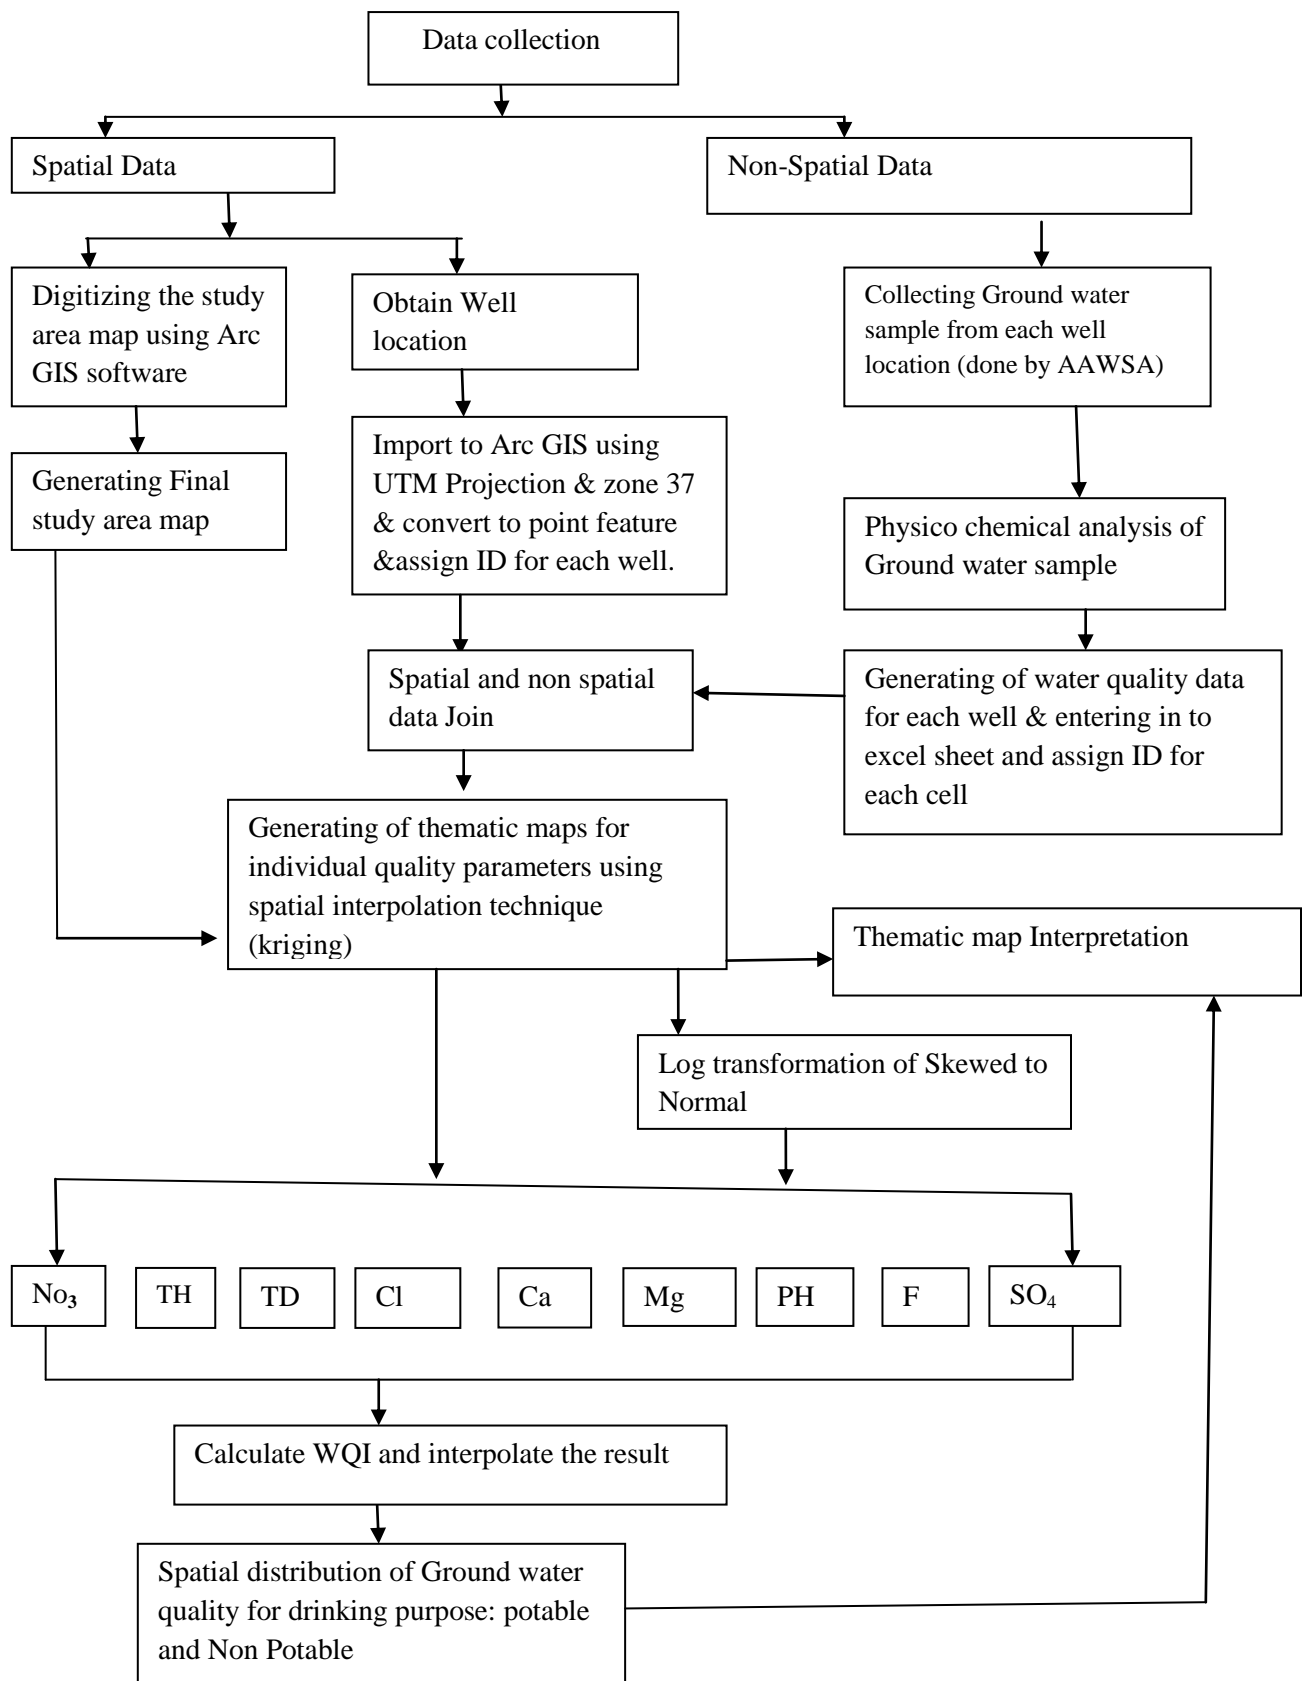 Data collection
Spatial Data
Non-Spatial Data
Digitizing the study
area map using Arc
GIS software
Obtain Well
location
Collecting Ground water
sample from each well
location (done by AAWSA)
Generating Final
study area map
Import to Arc GIS using
UTM Projection & zone 37
& convert to point feature
&assign ID for each well.
Physico chemical analysis of
Ground water sample
Spatial and non spatial
data Join
Generating of water quality data
for each well & entering in to
excel sheet and assign ID for
each cell
Generating of thematic maps for
individual quality parameters using
spatial interpolation technique
(kriging)
Thematic map Interpretation
Log transformation of Skewed to
Normal
No₃
TH
TD
Cl
Ca
Mg
PH
F
SO₄
Calculate WQI and interpolate the result
Spatial distribution of Ground water
quality for drinking purpose: potable
and Non Potable